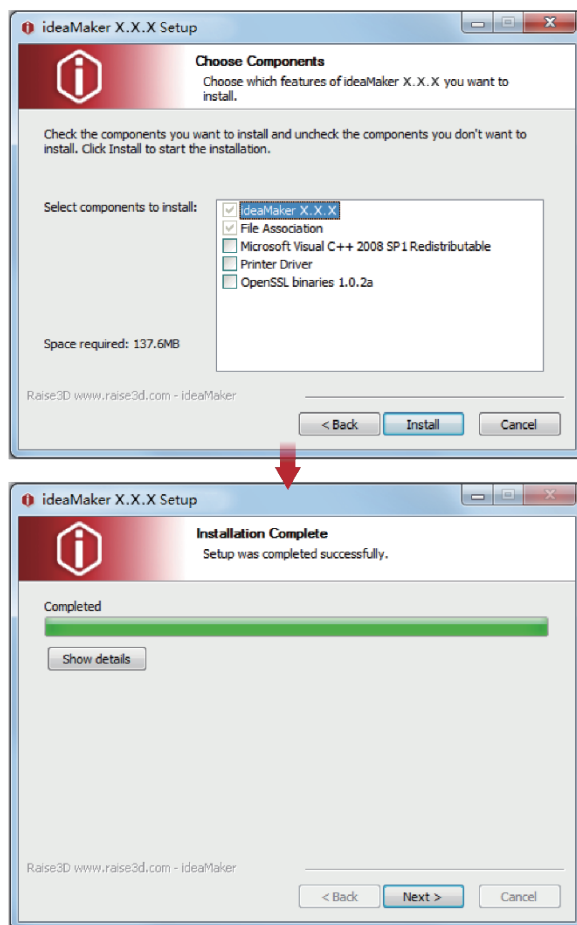 ideaMaker X.X.X Setup
Choose Components
Choose which features of ideaMaker X.X.X you want to
install.
Check the components you want to install and uncheck the components you don't want to
install. Click Install to start the installation.
Select components to install:
ideaMaker X.X.X
File Association
Microsoft Visual C++ 2008 SP1 Redistributable
Printer Driver
OpenSSL binaries 1.0.2a
Space required: 137.6MB
Raise3D www.raise3d.com - ideaMaker
< Back Install Cancel
ideaMaker X.X.X Setup
Installation Complete
Setup was completed successfully.
Completed
Show details
Raise3D www.raise3d.com - ideaMaker
< Back Next > Cancel